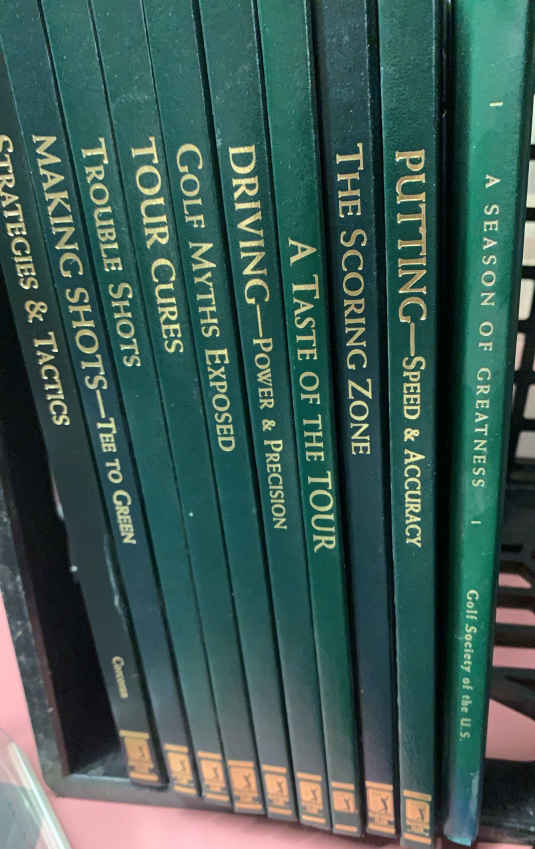 STRATEGIES & TACTICS
MAKING SHOTS—TEE TO GREEN
TROUBLE SHOTS
TOUR CURES
GOLF MYTHS EXPOSED
DRIVING—POWER & PRECISION
A TASTE OF THE TOUR
THE SCORING ZONE
PUTTING—SPEED & ACCURACY
A SEASON OF GREATNESS
Golf Society of the U.S.